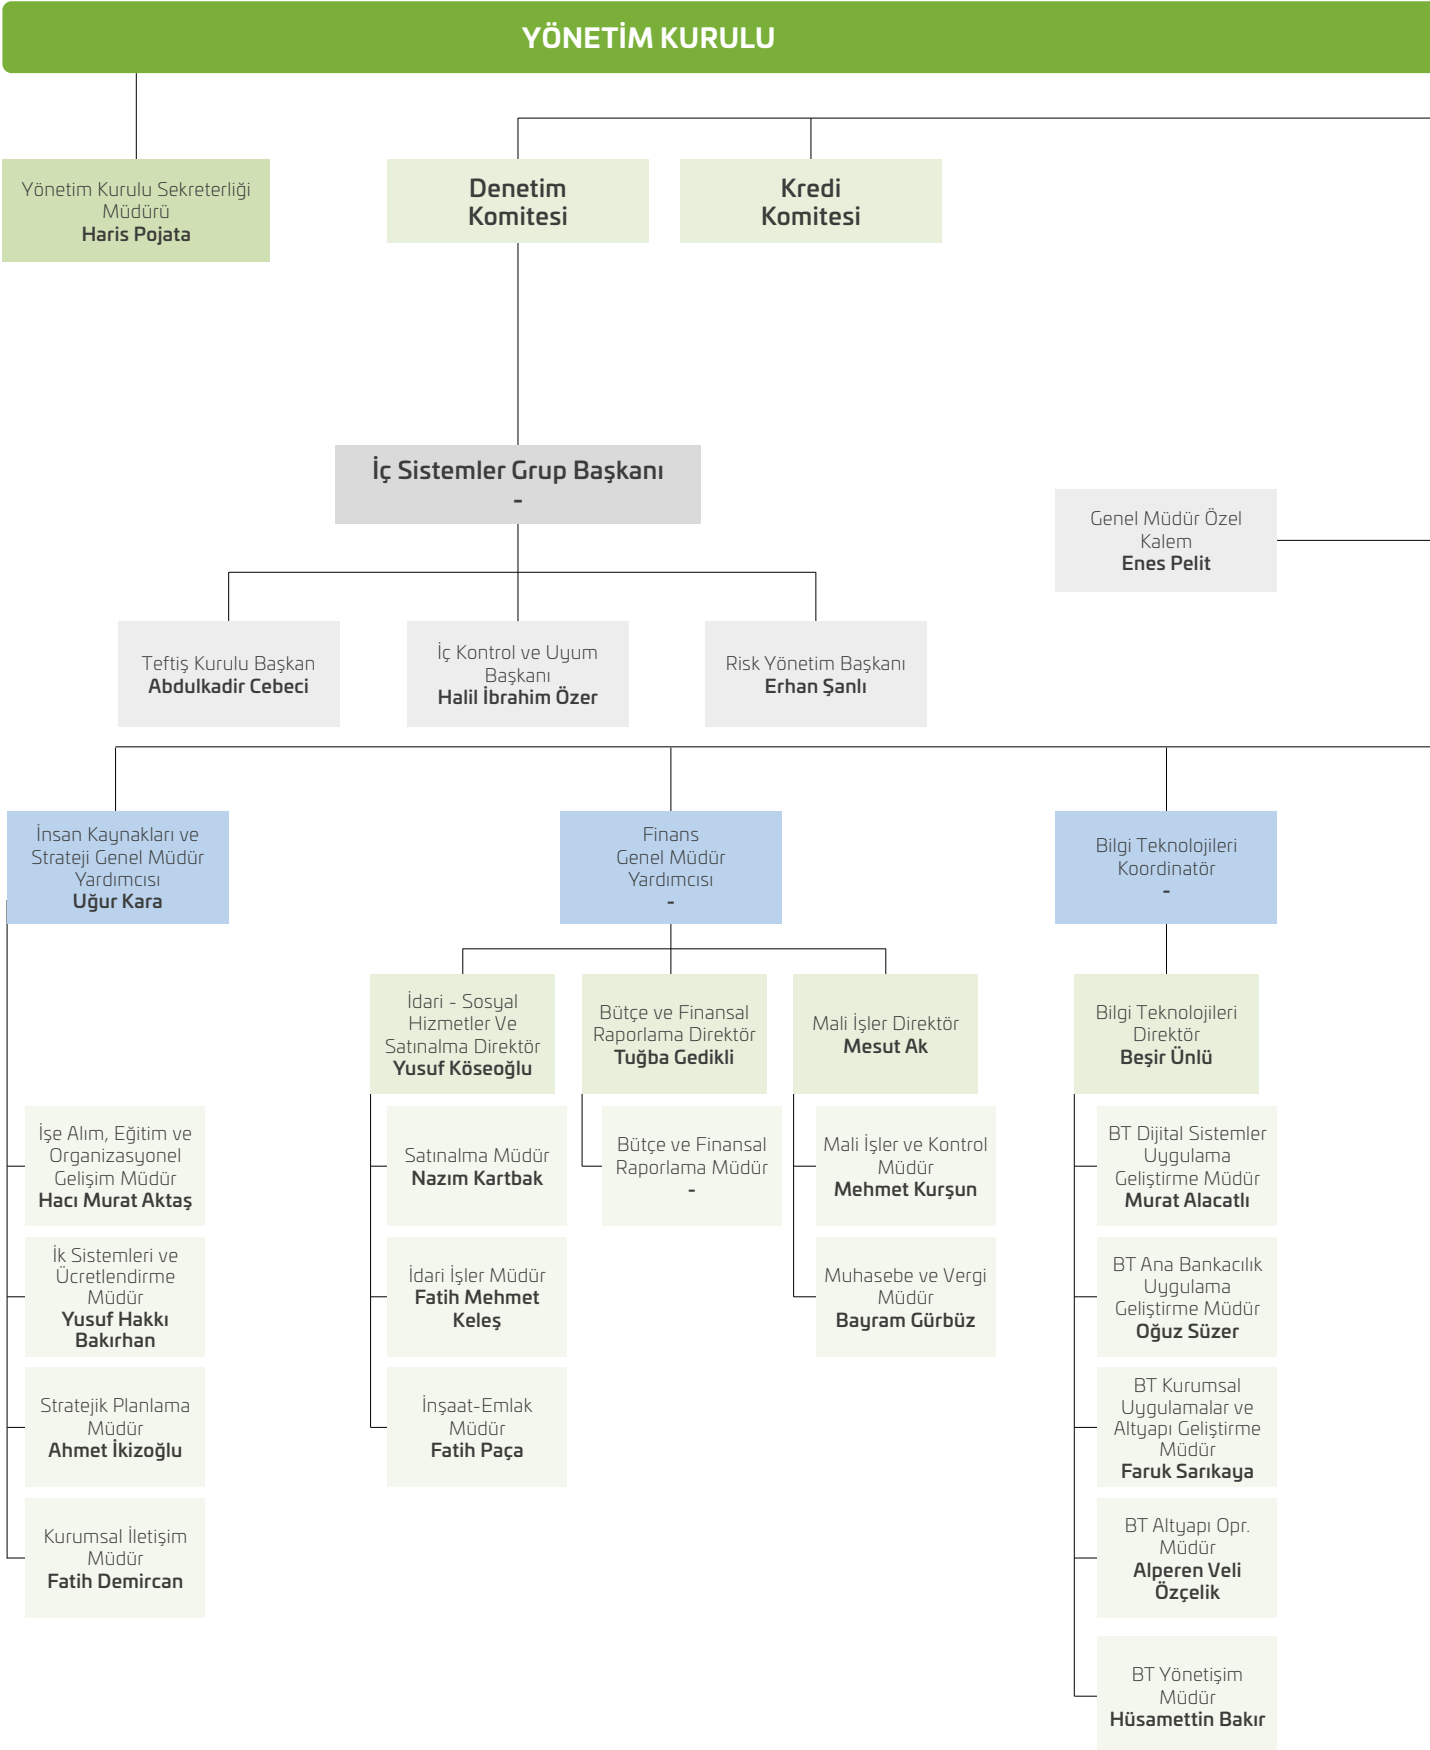 YÖNETİM KURULU
Yönetim Kurulu Sekreterliği
Müdürü
Haris Pojata
Denetim
Komitesi
Kredi
Komitesi
İç Sistemler Grup Başkanı
-
Genel Müdür Özel
Kalem
Enes Pelit
Teftiş Kurulu Başkan
Abdulkadir Cebeci
İç Kontrol ve Uyum
Başkanı
Halil İbrahim Özer
Risk Yönetim Başkanı
Erhan Şanlı
İnsan Kaynakları ve
Strateji Genel Müdür
Yardımcısı
Uğur Kara
Finans
Genel Müdür
Yardımcısı
-
Bilgi Teknolojileri
Koordinatör
-
İdari - Sosyal
Hizmetler Ve
Satınalma Direktör
Yusuf Köseoğlu
Bütçe ve Finansal
Raporlama Direktör
Tuğba Gedikli
Mali İşler Direktör
Mesut Ak
Bilgi Teknolojileri
Direktör
Beşir Ünlü
İşe Alım, Eğitim ve
Organizasyonel
Gelişim Müdür
Hacı Murat Aktaş
Satınalma Müdür
Nazım Kartbak
Bütçe ve Finansal
Raporlama Müdür
-
Mali İşler ve Kontrol
Müdür
Mehmet Kurşun
BT Dijital Sistemler
Uygulama
Geliştirme Müdür
Murat Alacatlı
İk Sistemleri ve
Ücretlendirme
Müdür
Yusuf Hakkı
Bakırhan
İdari İşler Müdür
Fatih Mehmet
Keleş
Muhasebe ve Vergi
Müdür
Bayram Gürbüz
BT Ana Bankacılık
Uygulama
Geliştirme Müdür
Oğuz Süzer
Stratejik Planlama
Müdür
Ahmet İkizoğlu
İnşaat-Emlak
Müdür
Fatih Paça
BT Kurumsal
Uygulamalar ve
Altyapı Geliştirme
Müdür
Faruk Sarıkaya
Kurumsal İletişim
Müdür
Fatih Demircan
BT Altyapı Opr.
Müdür
Alperen Veli
Özçelik
BT Yönetişim
Müdür
Hüsamettin Bakır